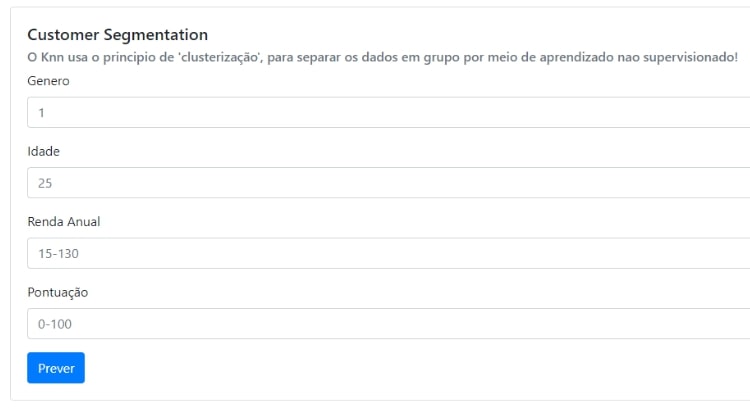 Customer Segmentation
O Knn usa o principio de 'clusterização', para separar os dados em grupo por meio de aprendizado nao supervisionado!
Genero
1
Idade
25
Renda Anual
15-130
Pontuação
0-100
Prever